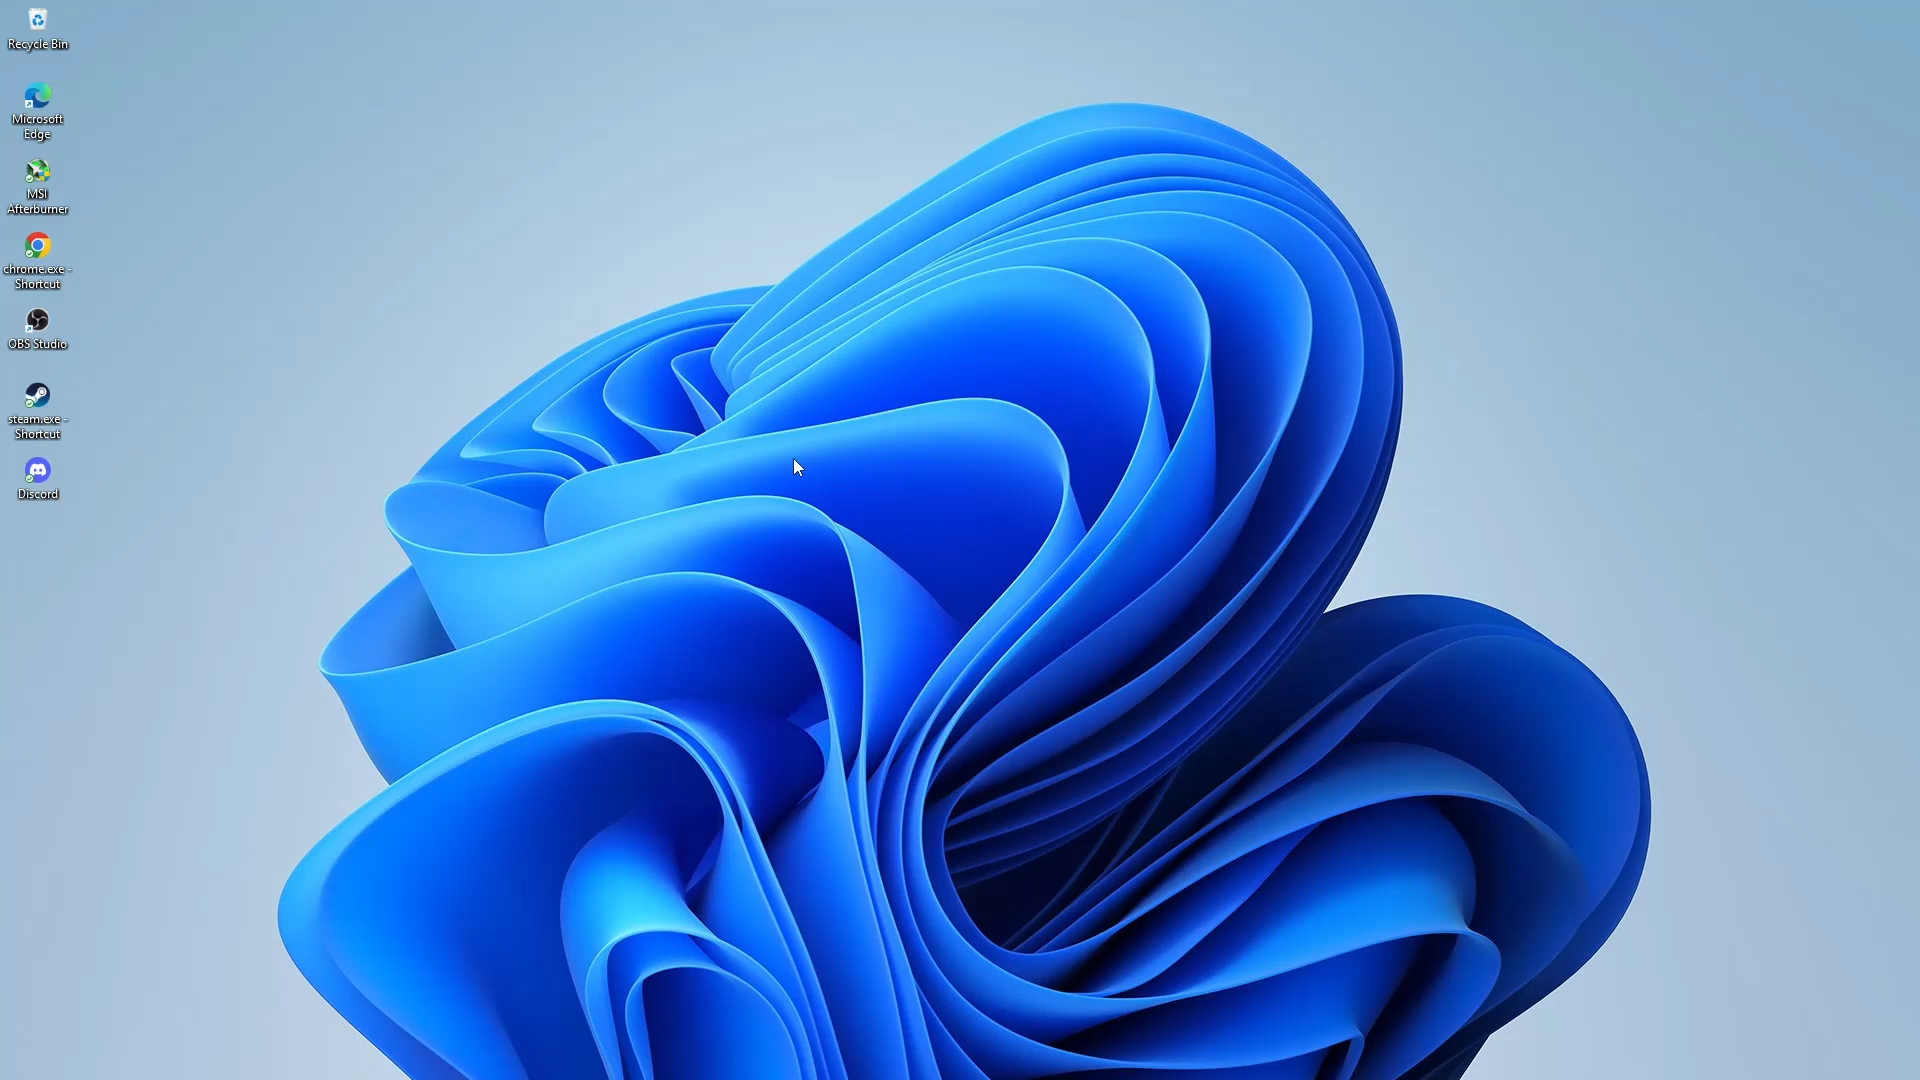 Recycle Bin
Microsoft
Edge
MSI
Afterburner
chrome.exe -
Shortcut
OBS Studio
steam.exe -
Shortcut
Discord